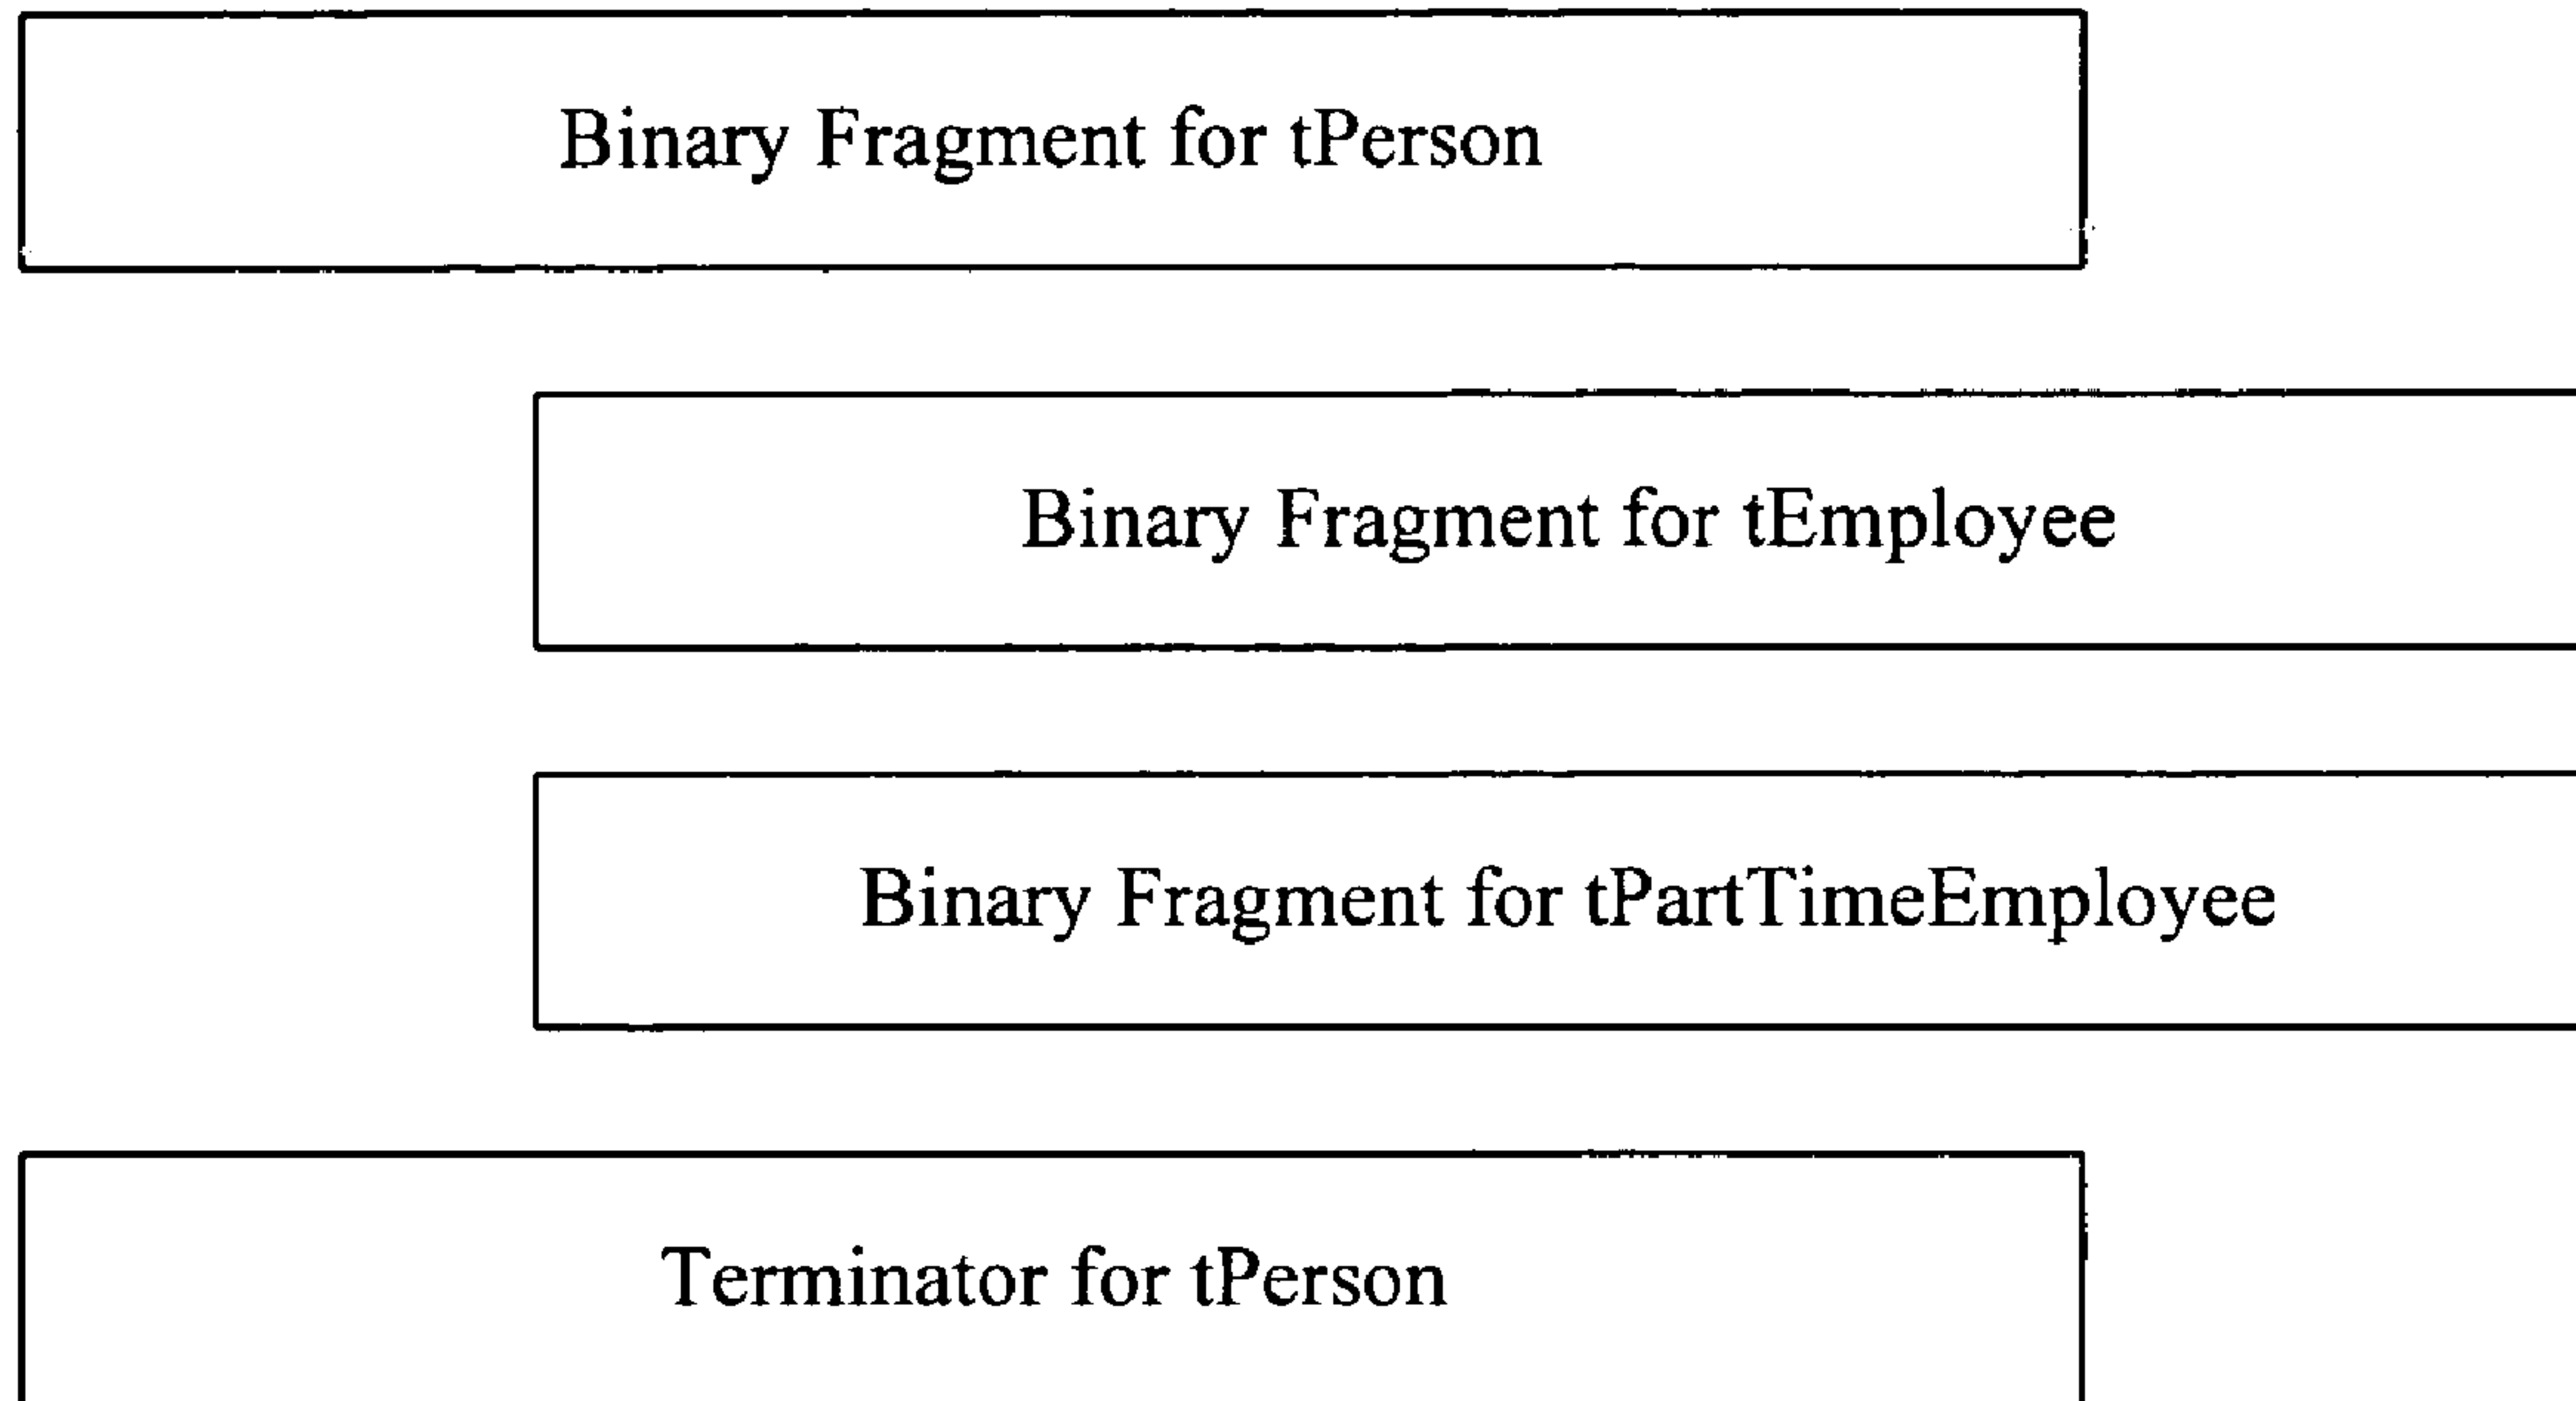 Binary Fragment for tPerson
Binary Fragment for tEmployee
Binary Fragment for tPartTimeEmployee
Terminator for tPerson